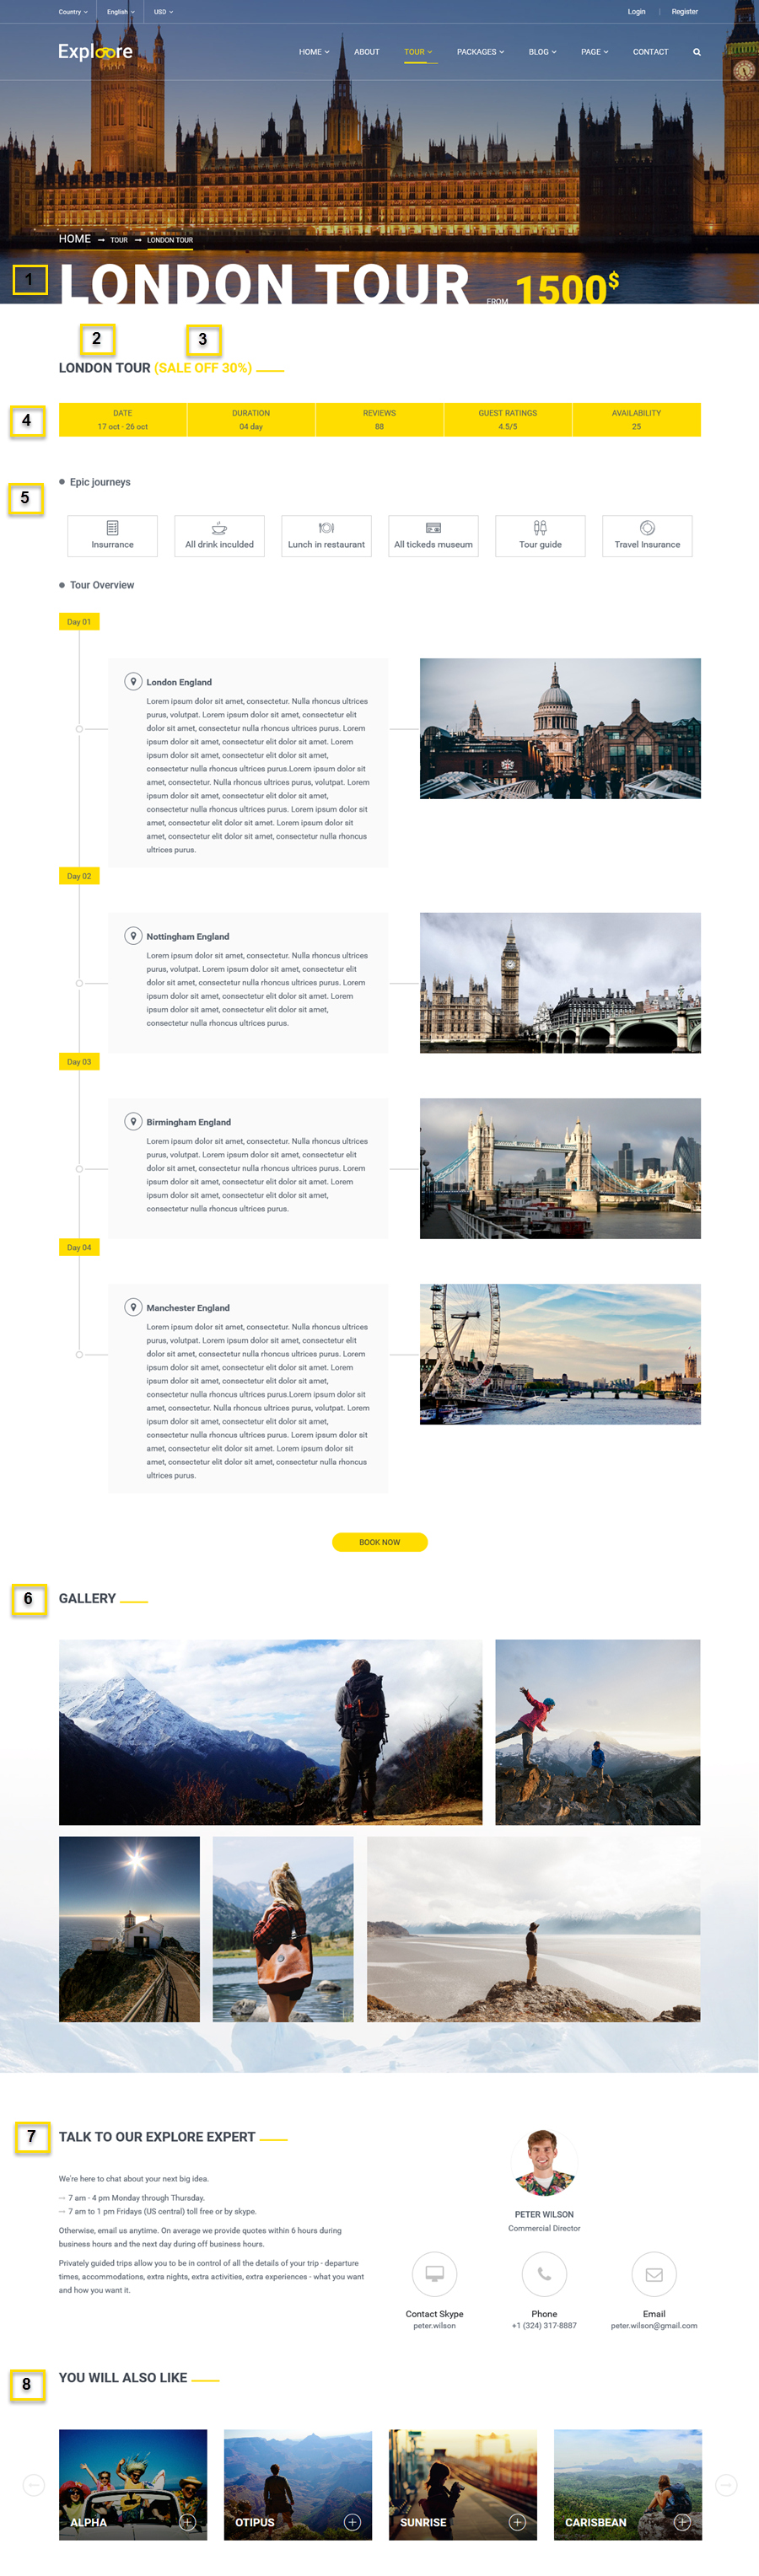 Country English USD Login Register
Exploore HOME ABOUT TOUR PACKAGES BLOG PAGE CONTACT
HOME → TOUR → LONDON TOUR
1
LONDON TOUR FROM 1500$
2 3
LONDON TOUR (SALE OFF 30%)
4
DATE DURATION REVIEWS GUEST RATINGS AVAILABILITY
17 oct - 26 oct 04 day 88 4.5/5 25
Epic journeys
5
Insurrance All drink inculded Lunch in restaurant All tickeds museum Tour guide Travel Insurance
Tour Overview
Day 01
London England
Lorem ipsum dolor sit amet, consectetur. Nulla rhoncus ultrices
purus, volutpat. Lorem ipsum dolor sit amet, consectetur elit
dolor sit amet, consectetur nulla rhoncus ultrices purus. Lorem
ipsum dolor sit amet, consectetur elit dolor sit amet. Lorem
ipsum dolor sit amet, consectetur elit dolor sit amet,
consectetur nulla rhoncus ultrices purus.Lorem ipsum dolor sit
amet, consectetur. Nulla rhoncus ultrices purus, volutpat. Lorem
ipsum dolor sit amet, consectetur elit dolor sit amet,
consectetur nulla rhoncus ultrices purus. Lorem ipsum dolor sit
amet, consectetur elit dolor sit amet. Lorem ipsum dolor sit
amet, consectetur elit dolor sit amet, consectetur nulla rhoncus
ultrices purus.
Day 02
Nottingham England
Lorem ipsum dolor sit amet, consectetur. Nulla rhoncus ultrices
purus, volutpat. Lorem ipsum dolor sit amet, consectetur elit
dolor sit amet, consectetur nulla rhoncus ultrices purus. Lorem
ipsum dolor sit amet, consectetur elit dolor sit amet. Lorem
ipsum dolor sit amet, consectetur elit dolor sit amet,
consectetur nulla rhoncus ultrices purus.
Day 03
Birmingham England
Lorem ipsum dolor sit amet, consectetur. Nulla rhoncus ultrices
purus, volutpat. Lorem ipsum dolor sit amet, consectetur elit
dolor sit amet, consectetur nulla rhoncus ultrices purus. Lorem
ipsum dolor sit amet, consectetur elit dolor sit amet. Lorem
ipsum dolor sit amet, consectetur elit dolor sit amet,
consectetur nulla rhoncus ultrices purus.
Day 04
Manchester England
Lorem ipsum dolor sit amet, consectetur. Nulla rhoncus ultrices
purus, volutpat. Lorem ipsum dolor sit amet, consectetur elit
dolor sit amet, consectetur nulla rhoncus ultrices purus. Lorem
ipsum dolor sit amet, consectetur elit dolor sit amet. Lorem
ipsum dolor sit amet, consectetur elit dolor sit amet,
consectetur nulla rhoncus ultrices purus.Lorem ipsum dolor sit
amet, consectetur. Nulla rhoncus ultrices purus, volutpat. Lorem
ipsum dolor sit amet, consectetur elit dolor sit amet,
consectetur nulla rhoncus ultrices purus. Lorem ipsum dolor sit
amet, consectetur elit dolor sit amet. Lorem ipsum dolor sit
amet, consectetur elit dolor sit amet, consectetur nulla rhoncus
ultrices purus.
BOOK NOW
6 GALLERY
7 TALK TO OUR EXPLORE EXPERT
We're here to chat about your next big idea.
→ 7 am - 4 pm Monday through Thursday.
→ 7 am to 1 pm Fridays (US central) toll free or by skype.
Otherwise, email us anytime. On average we provide quotes within 6 hours during
business hours and the next day during off business hours.
Privately guided trips allow you to be in control of all the details of your trip - departure
times, accommodations, extra nights, extra activities, extra experiences - what you want
and how you want it.
PETER WILSON
Commercial Director
Contact Skype Phone Email
peter.wilson +1 (324) 317-8887 peter.wilson@gmail.com
8 YOU WILL ALSO LIKE
ALPHA OTIPUS SUNRISE CARISBEAN